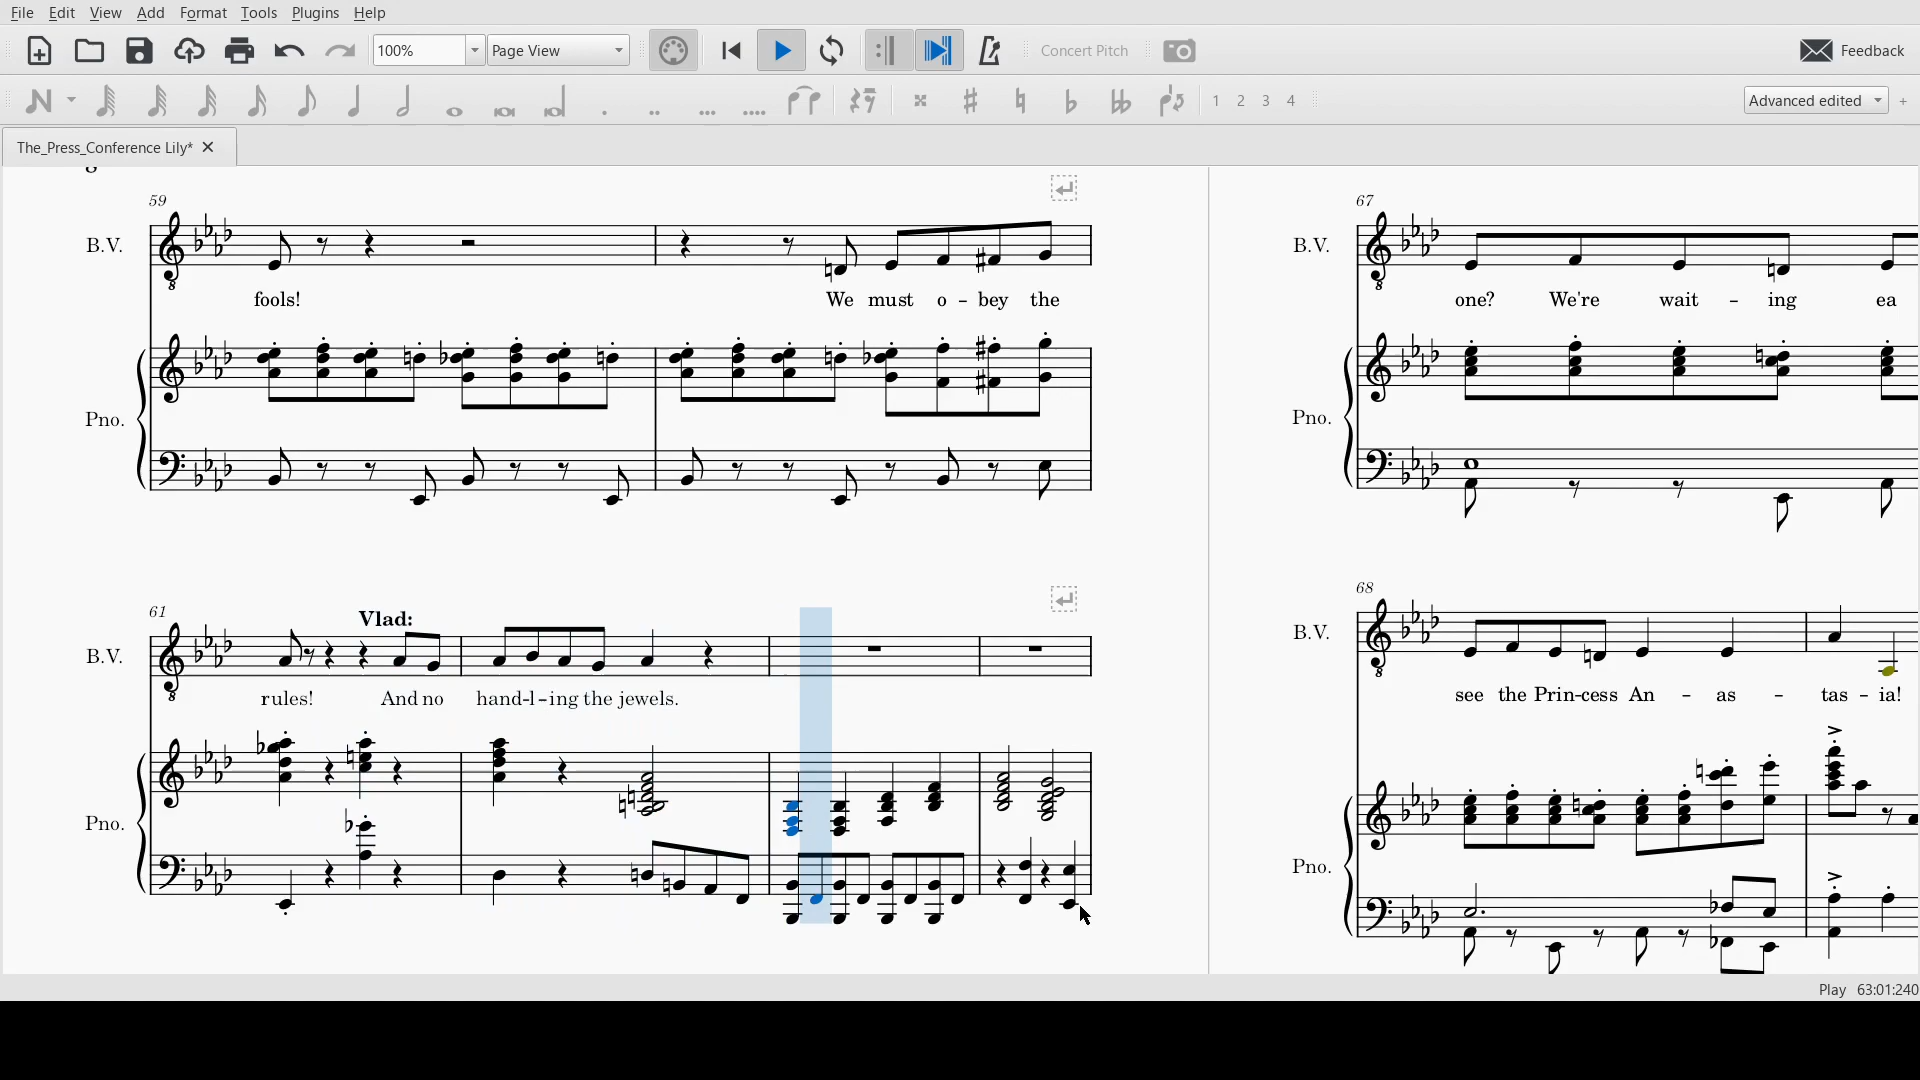 File Edit View Add Format Tools Plugins Help
100% Page View Concert Pitch Feedback
1 2 3 4 Advanced edited +
The_Press_Conference Lily*
59
B.V.
fools! We must o – bey the
Pno.
61
Vlad:
B.V.
rules! And no hand-l-ing the jewels.
Pno.
67
B.V.
one? We're wait – ing ea
Pno.
68
B.V.
see the Prin-cess An – as – tas – ia!
Pno.
Play 63:01:240